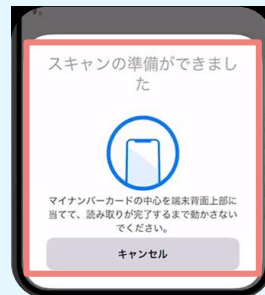 スキャンの準備ができまし
た
マイナンバーカードの中心を端末背面上部に
当てて、読み取りが完了するまで動かさない
でください。
キャンセル